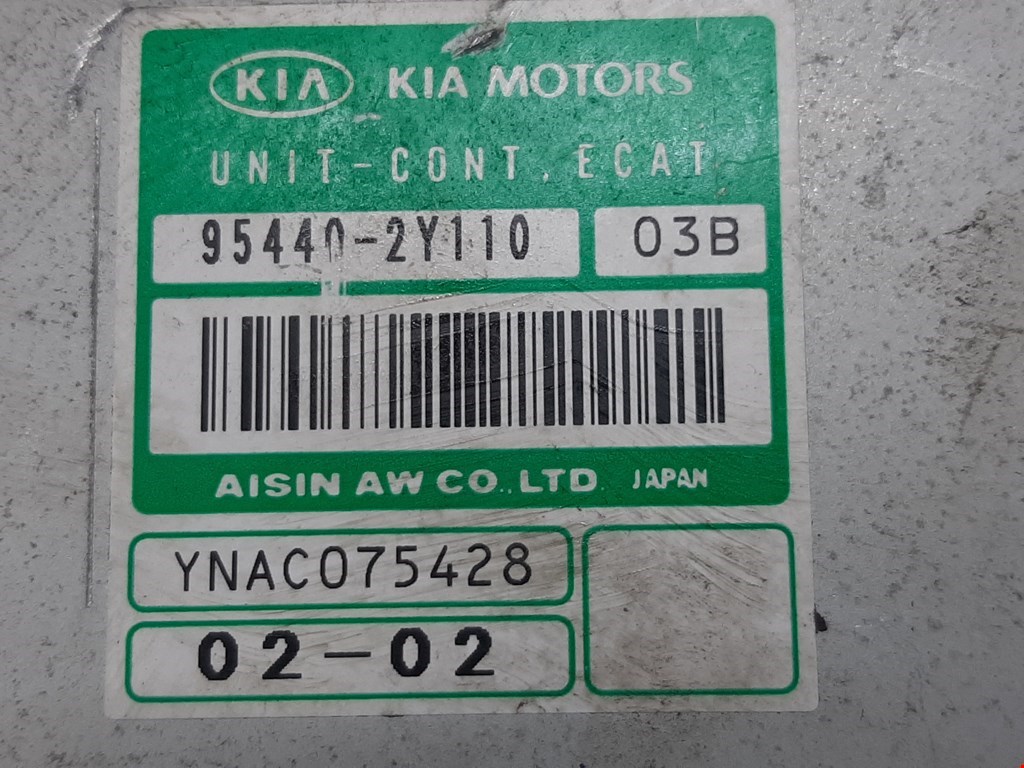 KIA KIA MOTORS
UNIT-CONT, ECAT
95440-2Y110 03B
AISIN AW CO.,LTD. JAPAN
YNAC075428
02-02